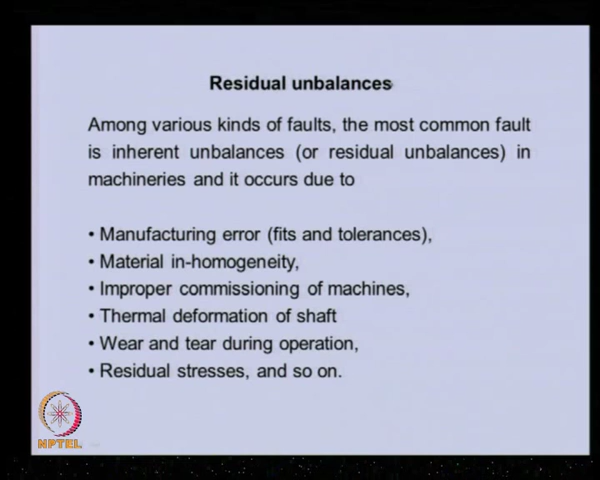 Residual unbalances
Among various kinds of faults, the most common fault
is inherent unbalances (or residual unbalances) in
machineries and it occurs due to
• Manufacturing error (fits and tolerances),
• Material in-homogeneity,
• Improper commissioning of machines,
• Thermal deformation of shaft
• Wear and tear during operation,
• Residual stresses, and so on.
NPTEL